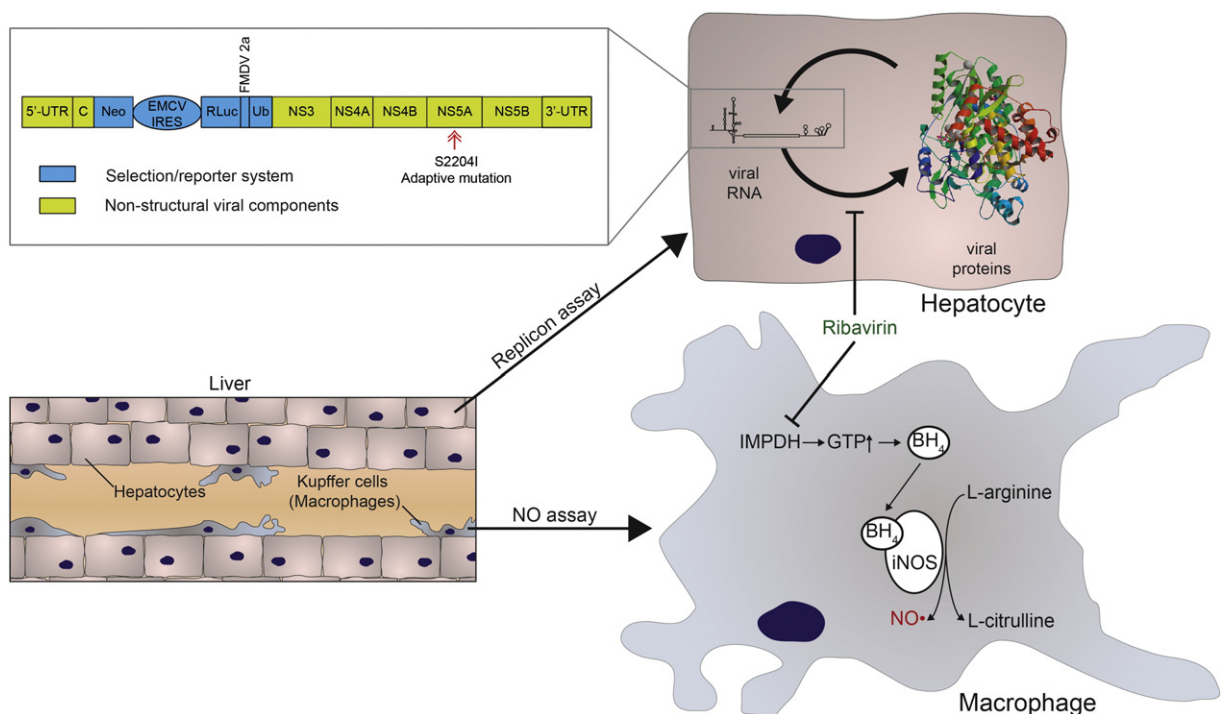 FMDV 2a
5'-UTR C Neo EMCV IRES RLuc Ub NS3 NS4A NS4B NS5A NS5B 3'-UTR
S2204I
Adaptive mutation
Selection/reporter system
Non-structural viral components
viral
RNA
viral
proteins
Hepatocyte
Replicon assay
Ribavirin
Liver
Hepatocytes
Kupffer cells
(Macrophages)
NO assay
IMPDH→GTP↑→BH4
L-arginine
BH4
iNOS
NO•
L-citrulline
Macrophage